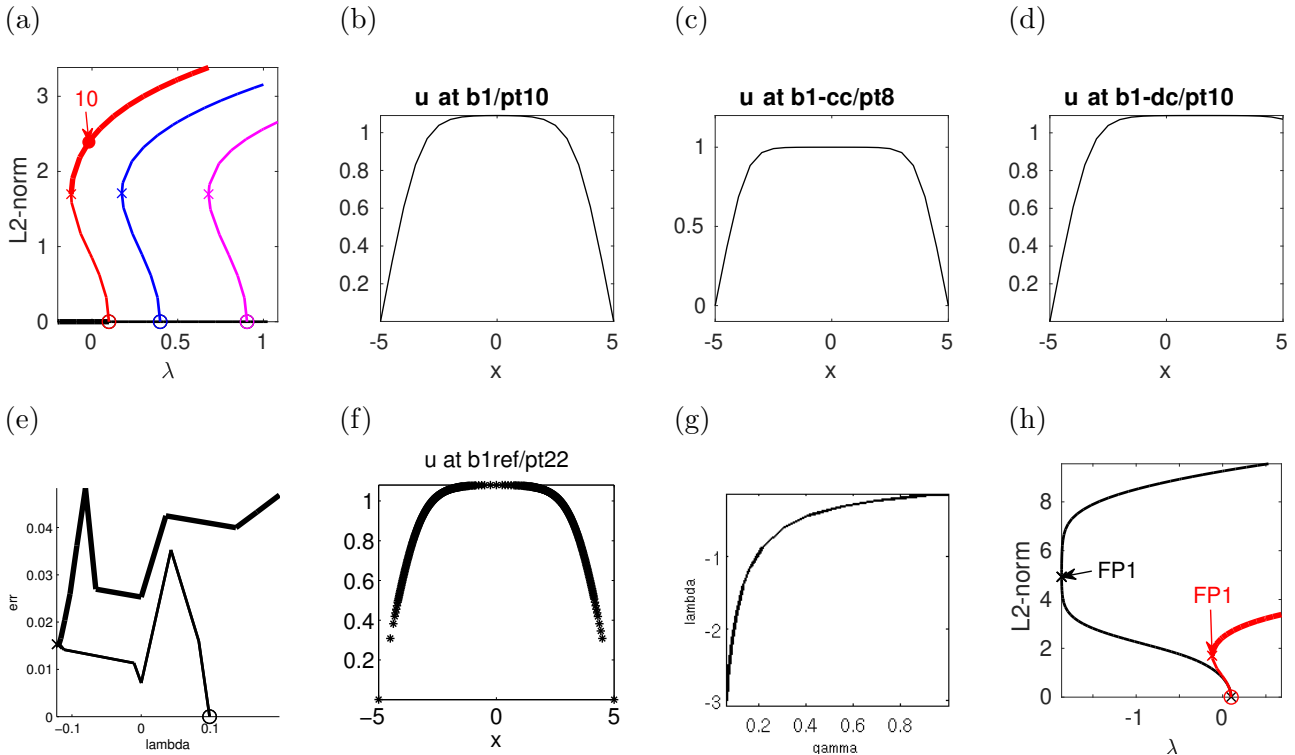 (a)
(b)
(c)
(d)
u at b1/pt10
u at b1-cc/pt8
u at b1-dc/pt10
10
L2-norm
3
2
1
0
0
0.5
1
λ
1
0.8
0.6
0.4
0.2
-5
0
5
x
1
0.5
0
-5
0
5
x
1
0.8
0.6
0.4
0.2
-5
0
5
x
(e)
(f)
(g)
(h)
err
0.04
0.03
0.02
0.01
0
−0.1
0
0.1
lambda
u at b1ref/pt22
1
0.8
0.6
0.4
0.2
−5
0
5
x
lambda
-1
-2
-3
0.2
0.4
0.6
0.8
gamma
L2-norm
8
6
4
2
0
FP1
FP1
-1
0
λ